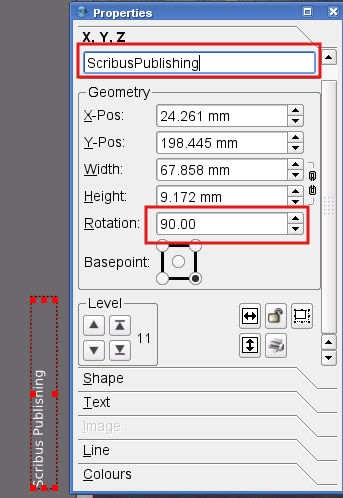 Properties
X, Y, Z
ScribusPublishing
Geometry
X-Pos: 24.261 mm
Y-Pos: 198.445 mm
Width: 67.858 mm
Height: 9.172 mm
Rotation: 90.00
Basepoint:
Level
11
Shape
Text
Image
Line
Colours
Scribus Publisning